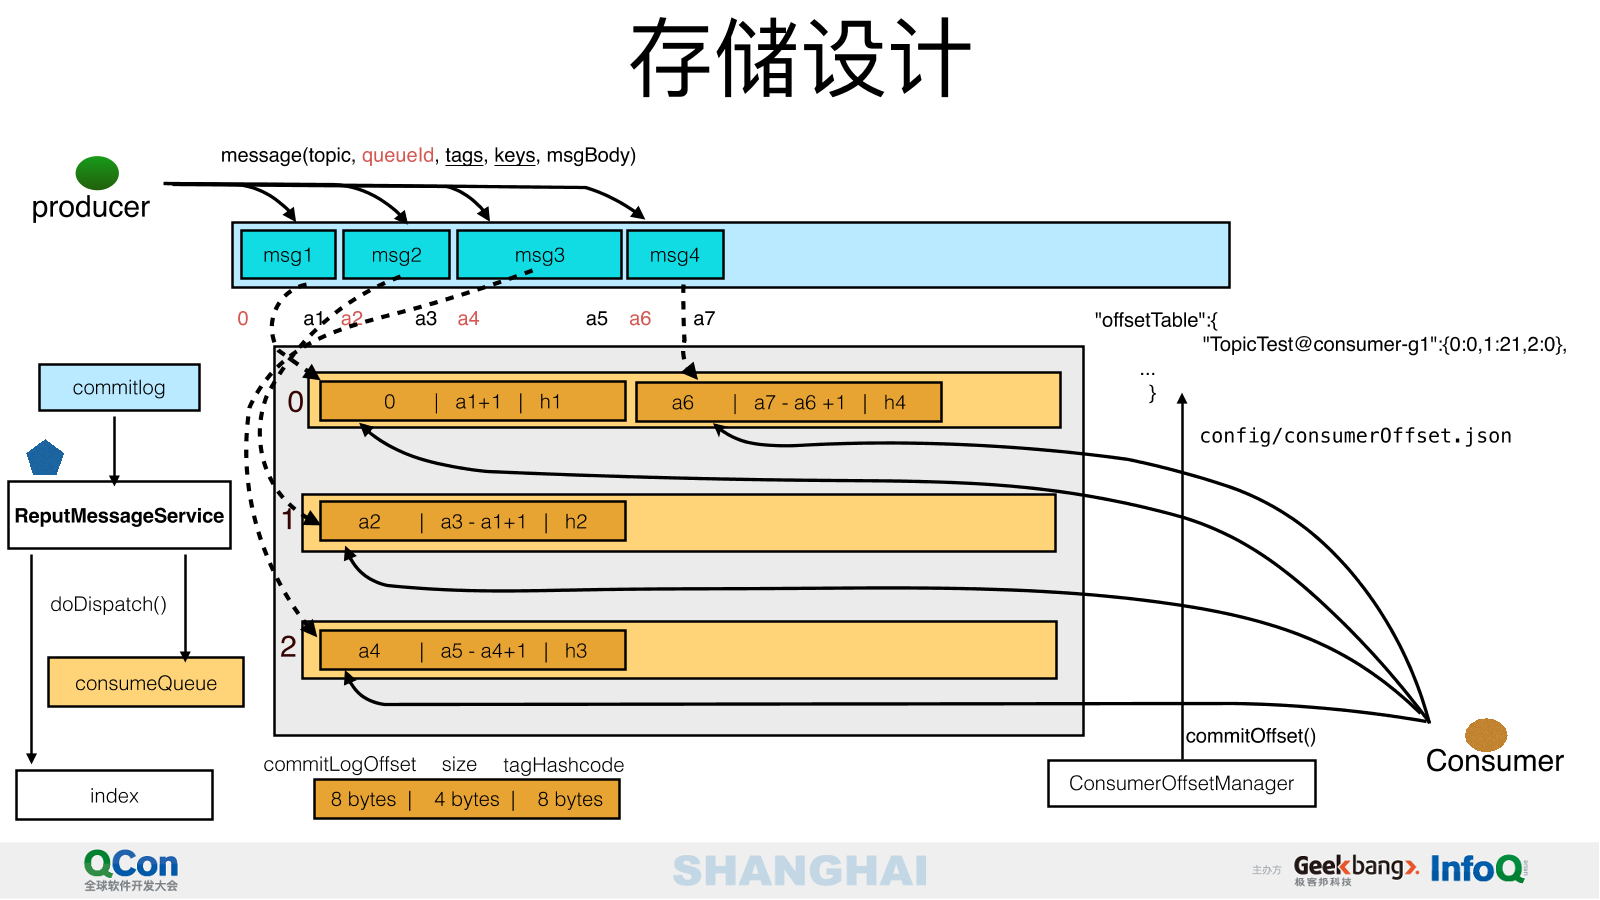 存储设计
message(topic, queueId, tags, keys, msgBody)
producer
msg1 msg2 msg3 msg4
0 a1 a2 a3 a4 a5 a6 a7
"offsetTable":{
"TopicTest@consumer-g1":{0:0,1:21,2:0},
...
}
commitlog
0 0 | a1+1 | h1 a6 | a7 - a6 +1 | h4
config/consumerOffset.json
ReputMessageService
1 a2 | a3 - a1+1 | h2
doDispatch()
2 a4 | a5 - a4+1 | h3
consumeQueue
commitOffset()
Consumer
commitLogOffset size tagHashcode
ConsumerOffsetManager
index
8 bytes | 4 bytes | 8 bytes
QCon
全球软件开发大会
SHANGHAI
主办方
Geekbang>.
极客邦科技
InfoQ